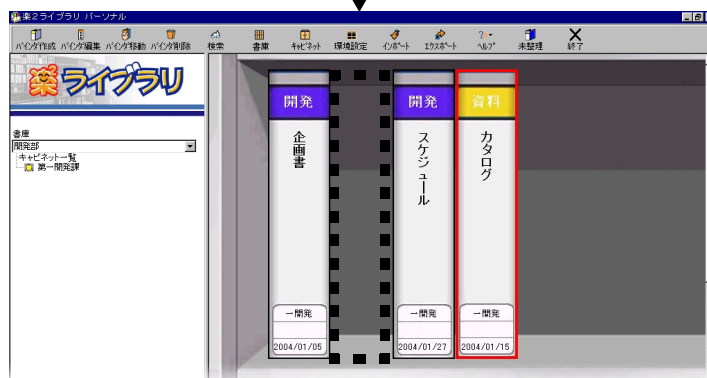 楽2ライブラリ パーソナル
バインダ作成 バインダ編集 バインダ移動 バインダ削除 検索 書庫 キャビネット 環境設定 インポート エクスポート ヘルプ 未整理 終了
楽ライブラリ
書庫
開発部
キャビネット一覧
第一開発課
開発
企画書
一開発
2004/01/05
開発
スケジュール
一開発
2004/01/27
資料
カタログ
一開発
2004/01/15